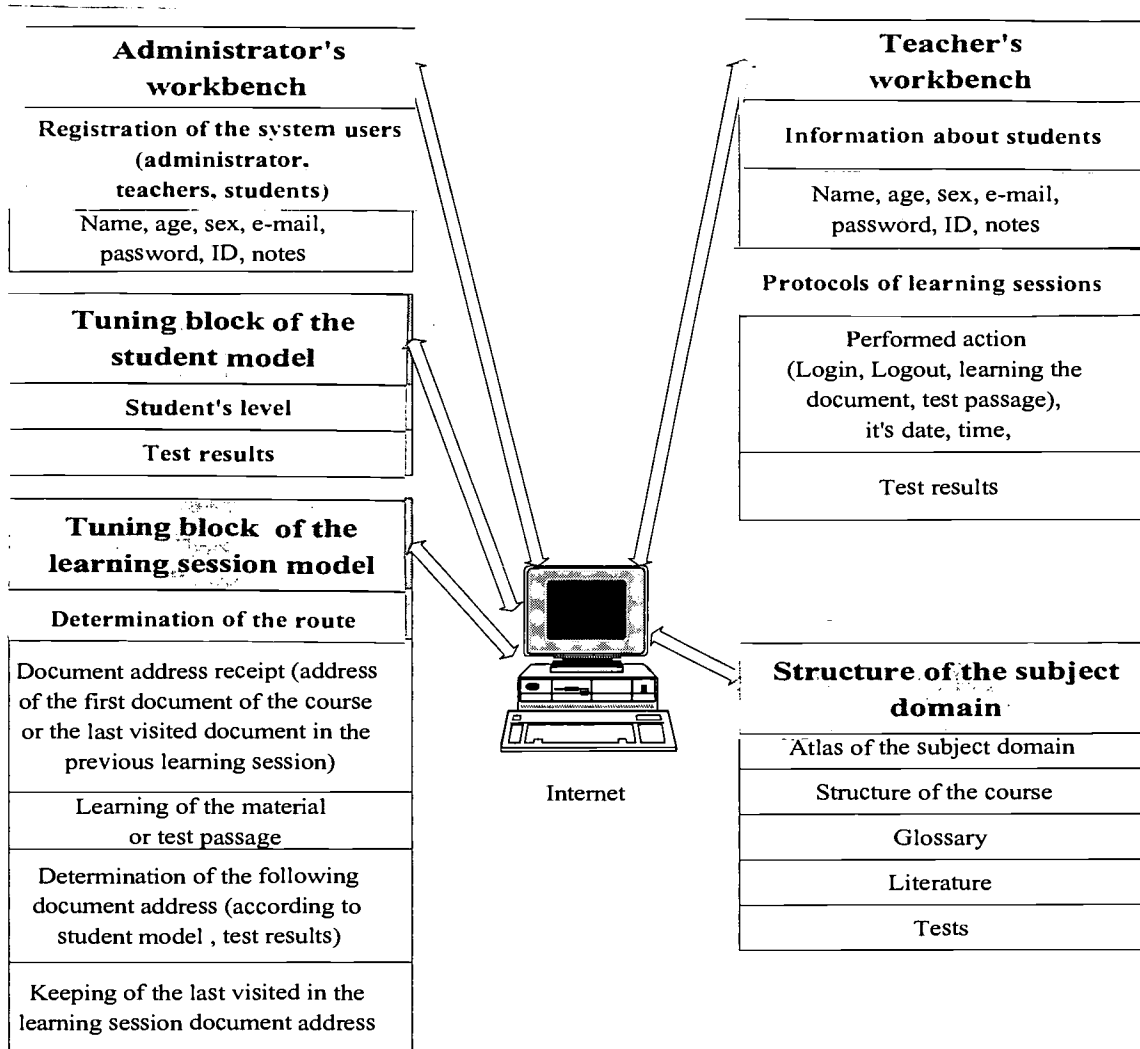 Administrator's
workbench
Registration of the system users
(administrator.
teachers, students)
Name, age, sex, e-mail,
password, ID, notes
Tuning block of the
student model
Student's level
Test results
Tuning block of the
learning session model
Determination of the route
Document address receipt (address
of the first document of the course
or the last visited document in the
previous learning session)
Learning of the material
or test passage
Determination of the following
document address (according to
student model , test results)
Keeping of the last visited in the
learning session document address
Internet
Teacher's
workbench
Information about students
Name, age, sex, e-mail,
password, ID, notes
Protocols of learning sessions
Performed action
(Login, Logout, learning the
document, test passage),
it's date, time,
Test results
Structure of the subject
domain
Atlas of the subject domain
Structure of the course
Glossary
Literature
Tests